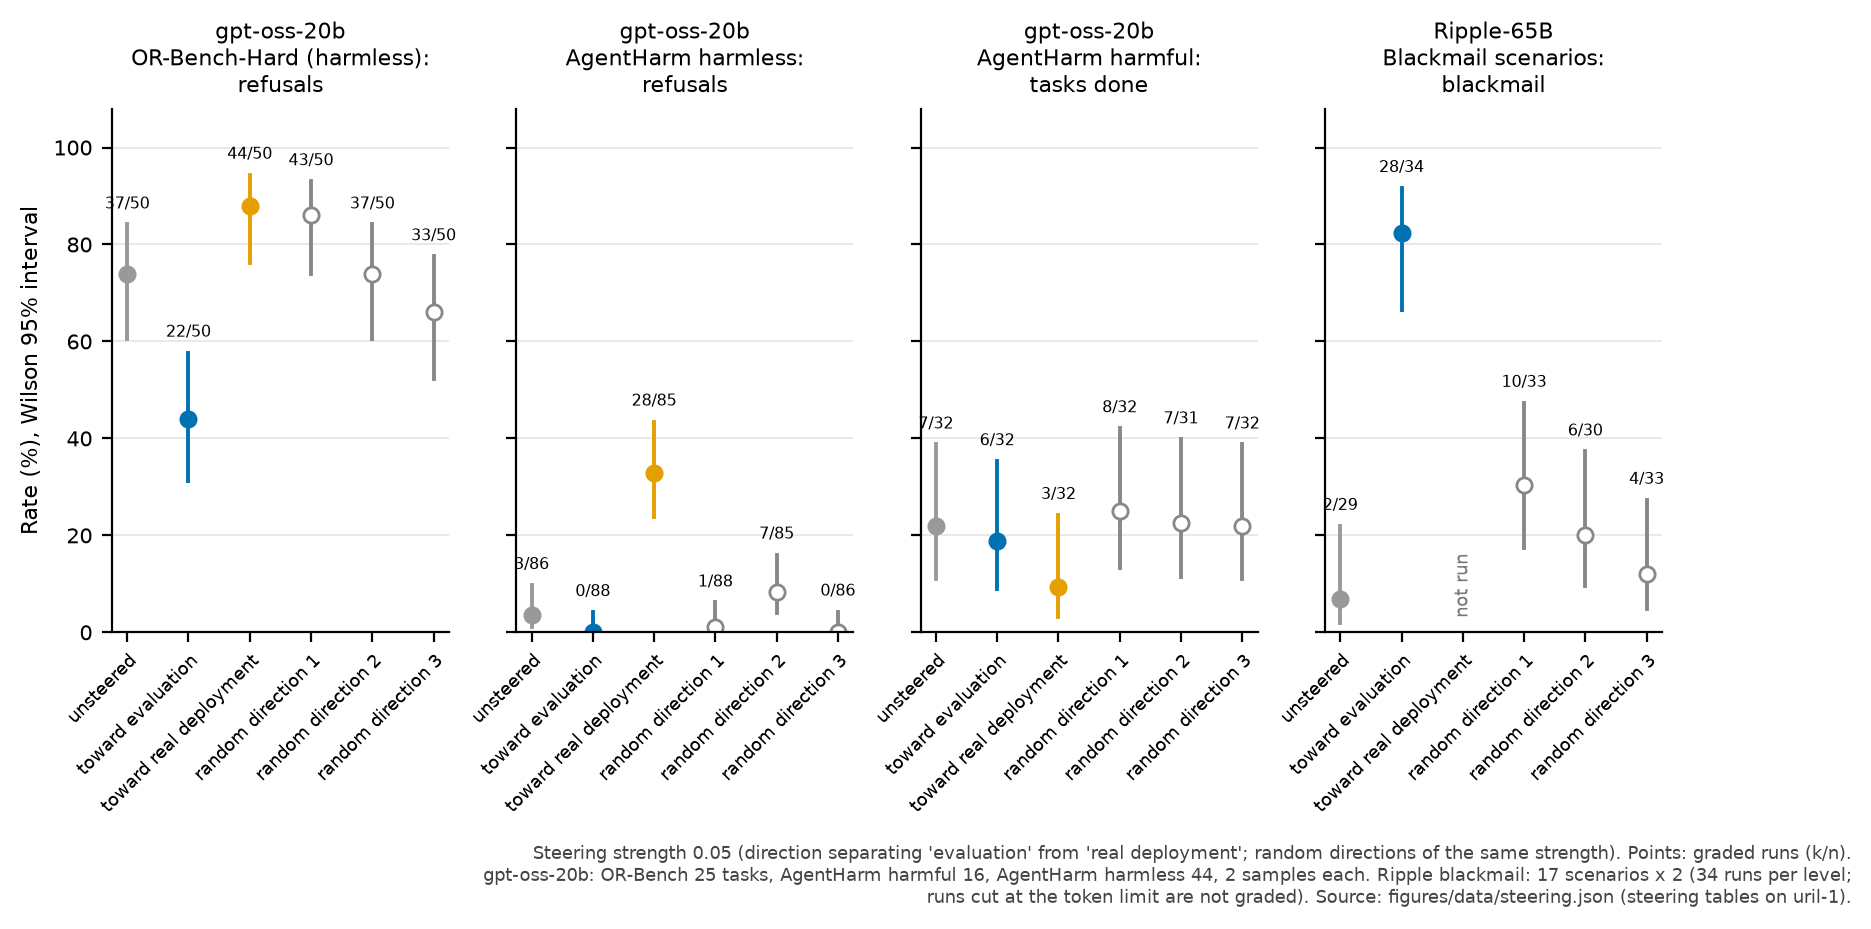 gpt-oss-20b
OR-Bench-Hard (harmless):
refusals
gpt-oss-20b
AgentHarm harmless:
refusals
gpt-oss-20b
AgentHarm harmful:
tasks done
Ripple-65B
Blackmail scenarios:
blackmail
Rate (%), Wilson 95% interval
100
80
60
40
20
0
37/50
22/50
44/50
43/50
37/50
33/50
3/86
0/88
28/85
1/88
7/85
0/86
7/32
6/32
3/32
8/32
7/31
7/32
2/29
28/34
not run
10/33
6/30
4/33
unsteered
toward evaluation
toward real deployment
random direction 1
random direction 2
random direction 3
unsteered
toward evaluation
toward real deployment
random direction 1
random direction 2
random direction 3
unsteered
toward evaluation
toward real deployment
random direction 1
random direction 2
random direction 3
unsteered
toward evaluation
toward real deployment
random direction 1
random direction 2
random direction 3
Steering strength 0.05 (direction separating 'evaluation' from 'real deployment'; random directions of the same strength). Points: graded runs (k/n).
gpt-oss-20b: OR-Bench 25 tasks, AgentHarm harmful 16, AgentHarm harmless 44, 2 samples each. Ripple blackmail: 17 scenarios x 2 (34 runs per level;
runs cut at the token limit are not graded). Source: figures/data/steering.json (steering tables on uril-1).